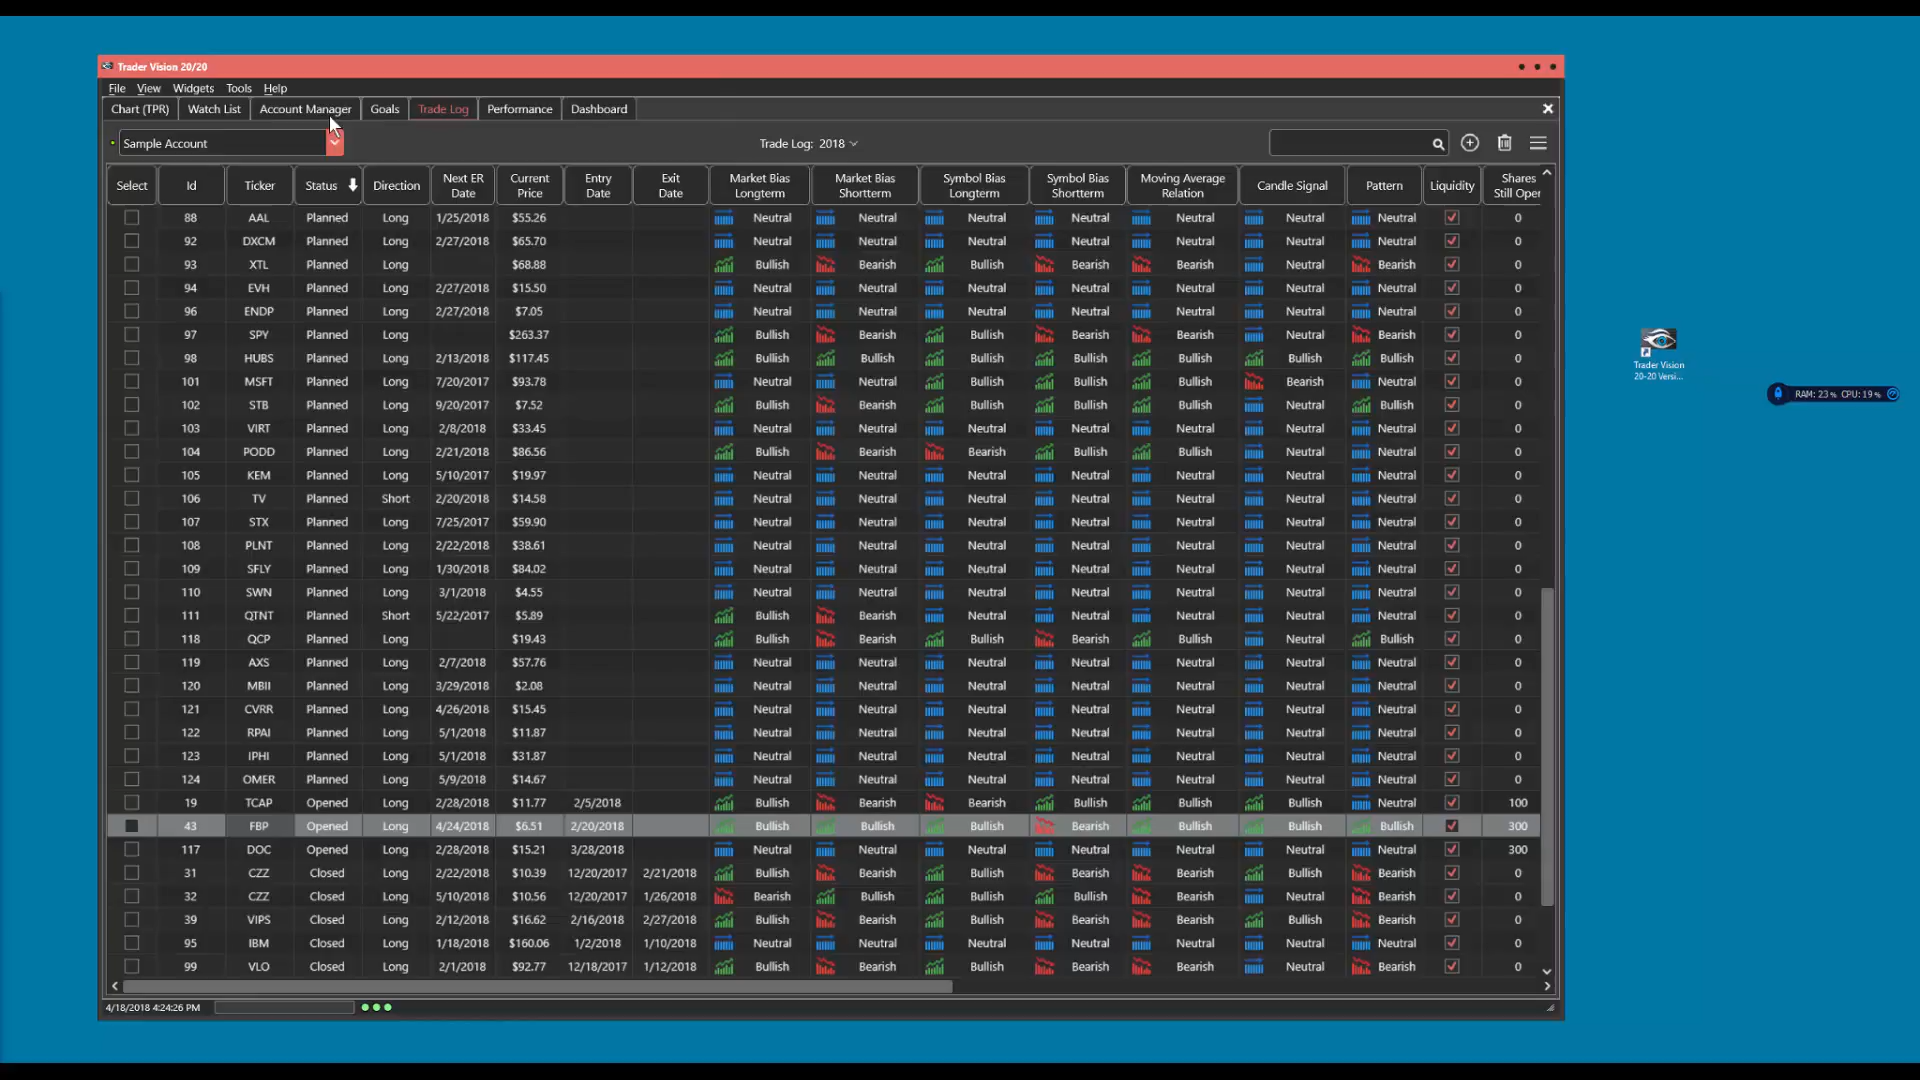 Trader Vision 20/20
File View Widgets Tools Help
Chart (TPR) Watch List Account Manager Goals Trade Log Performance Dashboard
Sample Account Trade Log: 2018
Select Id Ticker Status Direction Next ER Date Current Price Entry Date Exit Date Market Bias Longterm Market Bias Shortterm Symbol Bias Longterm Symbol Bias Shortterm Moving Average Relation Candle Signal Pattern Liquidity Shares Still Oper
88 AAL Planned Long 1/25/2018 $55.26 Neutral Neutral Neutral Neutral Neutral Neutral Neutral 0
92 DXCM Planned Long 2/27/2018 $65.70 Neutral Neutral Neutral Neutral Neutral Neutral Neutral 0
93 XTL Planned Long $68.88 Bullish Bearish Bullish Bearish Bearish Neutral Bearish 0
94 EVH Planned Long 2/27/2018 $15.50 Neutral Neutral Neutral Neutral Neutral Neutral Neutral 0
96 ENDP Planned Long 2/27/2018 $7.05 Neutral Neutral Neutral Neutral Neutral Neutral Neutral 0
97 SPY Planned Long $263.37 Bullish Bearish Bullish Bearish Bearish Neutral Bearish 0
98 HUBS Planned Long 2/13/2018 $117.45 Bullish Bullish Bullish Bullish Bullish Bullish Bullish 0
101 MSFT Planned Long 7/20/2017 $93.78 Neutral Neutral Bullish Bullish Bullish Bearish Neutral 0
102 STB Planned Long 9/20/2017 $7.52 Bullish Bearish Bullish Bullish Bullish Neutral Bullish 0
103 VIRT Planned Long 2/8/2018 $33.45 Neutral Neutral Neutral Neutral Neutral Neutral Neutral 0
104 PODD Planned Long 2/21/2018 $86.56 Bullish Bearish Bearish Bullish Bullish Neutral Neutral 0
105 KEM Planned Long 5/10/2017 $19.97 Neutral Neutral Neutral Neutral Neutral Neutral Neutral 0
106 TV Planned Short 2/20/2018 $14.58 Neutral Neutral Neutral Neutral Neutral Neutral Neutral 0
107 STX Planned Long 7/25/2017 $59.90 Neutral Neutral Neutral Neutral Neutral Neutral Neutral 0
108 PLNT Planned Long 2/22/2018 $38.61 Neutral Neutral Neutral Neutral Neutral Neutral Neutral 0
109 SFLY Planned Long 1/30/2018 $84.02 Neutral Neutral Neutral Neutral Neutral Neutral Neutral 0
110 SWN Planned Long 3/1/2018 $4.55 Neutral Neutral Neutral Neutral Neutral Neutral Neutral 0
111 QTNT Planned Short 5/22/2017 $5.89 Bullish Bearish Neutral Neutral Neutral Neutral Neutral 0
118 QCP Planned Long $19.43 Bullish Bearish Bullish Bearish Bullish Neutral Bullish 0
119 AXS Planned Long 2/7/2018 $57.76 Neutral Neutral Neutral Neutral Neutral Neutral Neutral 0
120 MBII Planned Long 3/29/2018 $2.08 Neutral Neutral Neutral Neutral Neutral Neutral Neutral 0
121 CVRR Planned Long 4/26/2018 $15.45 Neutral Neutral Neutral Neutral Neutral Neutral Neutral 0
122 RPAI Planned Long 5/1/2018 $11.87 Neutral Neutral Neutral Neutral Neutral Neutral Neutral 0
123 IPHI Planned Long 5/1/2018 $31.87 Neutral Neutral Neutral Neutral Neutral Neutral Neutral 0
124 OMER Planned Long 5/9/2018 $14.67 Neutral Neutral Neutral Neutral Neutral Neutral Neutral 0
19 TCAP Opened Long 2/28/2018 $11.77 2/5/2018 Bullish Bearish Bearish Bullish Bullish Bullish Neutral 100
43 FBP Opened Long 4/24/2018 $6.51 2/20/2018 Bullish Bullish Bullish Bearish Bullish Bullish Bullish 300
117 DOC Opened Long 2/28/2018 $15.21 3/28/2018 Neutral Neutral Neutral Neutral Neutral Neutral Neutral 300
31 CZZ Closed Long 2/22/2018 $10.39 12/20/2017 2/21/2018 Bullish Bearish Bullish Bearish Bearish Bullish Bearish 0
32 CZZ Closed Long 5/10/2018 $10.56 12/20/2017 1/26/2018 Bearish Bullish Bullish Bullish Bearish Neutral Bearish 0
39 VIPS Closed Long 2/12/2018 $16.62 2/16/2018 2/27/2018 Bullish Bearish Bullish Bearish Bearish Bullish Bearish 0
95 IBM Closed Long 1/18/2018 $160.06 1/2/2018 1/10/2018 Neutral Neutral Neutral Neutral Neutral Neutral Neutral 0
99 VLO Closed Long 2/1/2018 $92.77 12/18/2017 1/12/2018 Bullish Bearish Bullish Bearish Bearish Neutral Bearish 0
4/18/2018 4:24:26 PM
Trader Vision
20-20 Versi...
RAM: 23% CPU: 19%